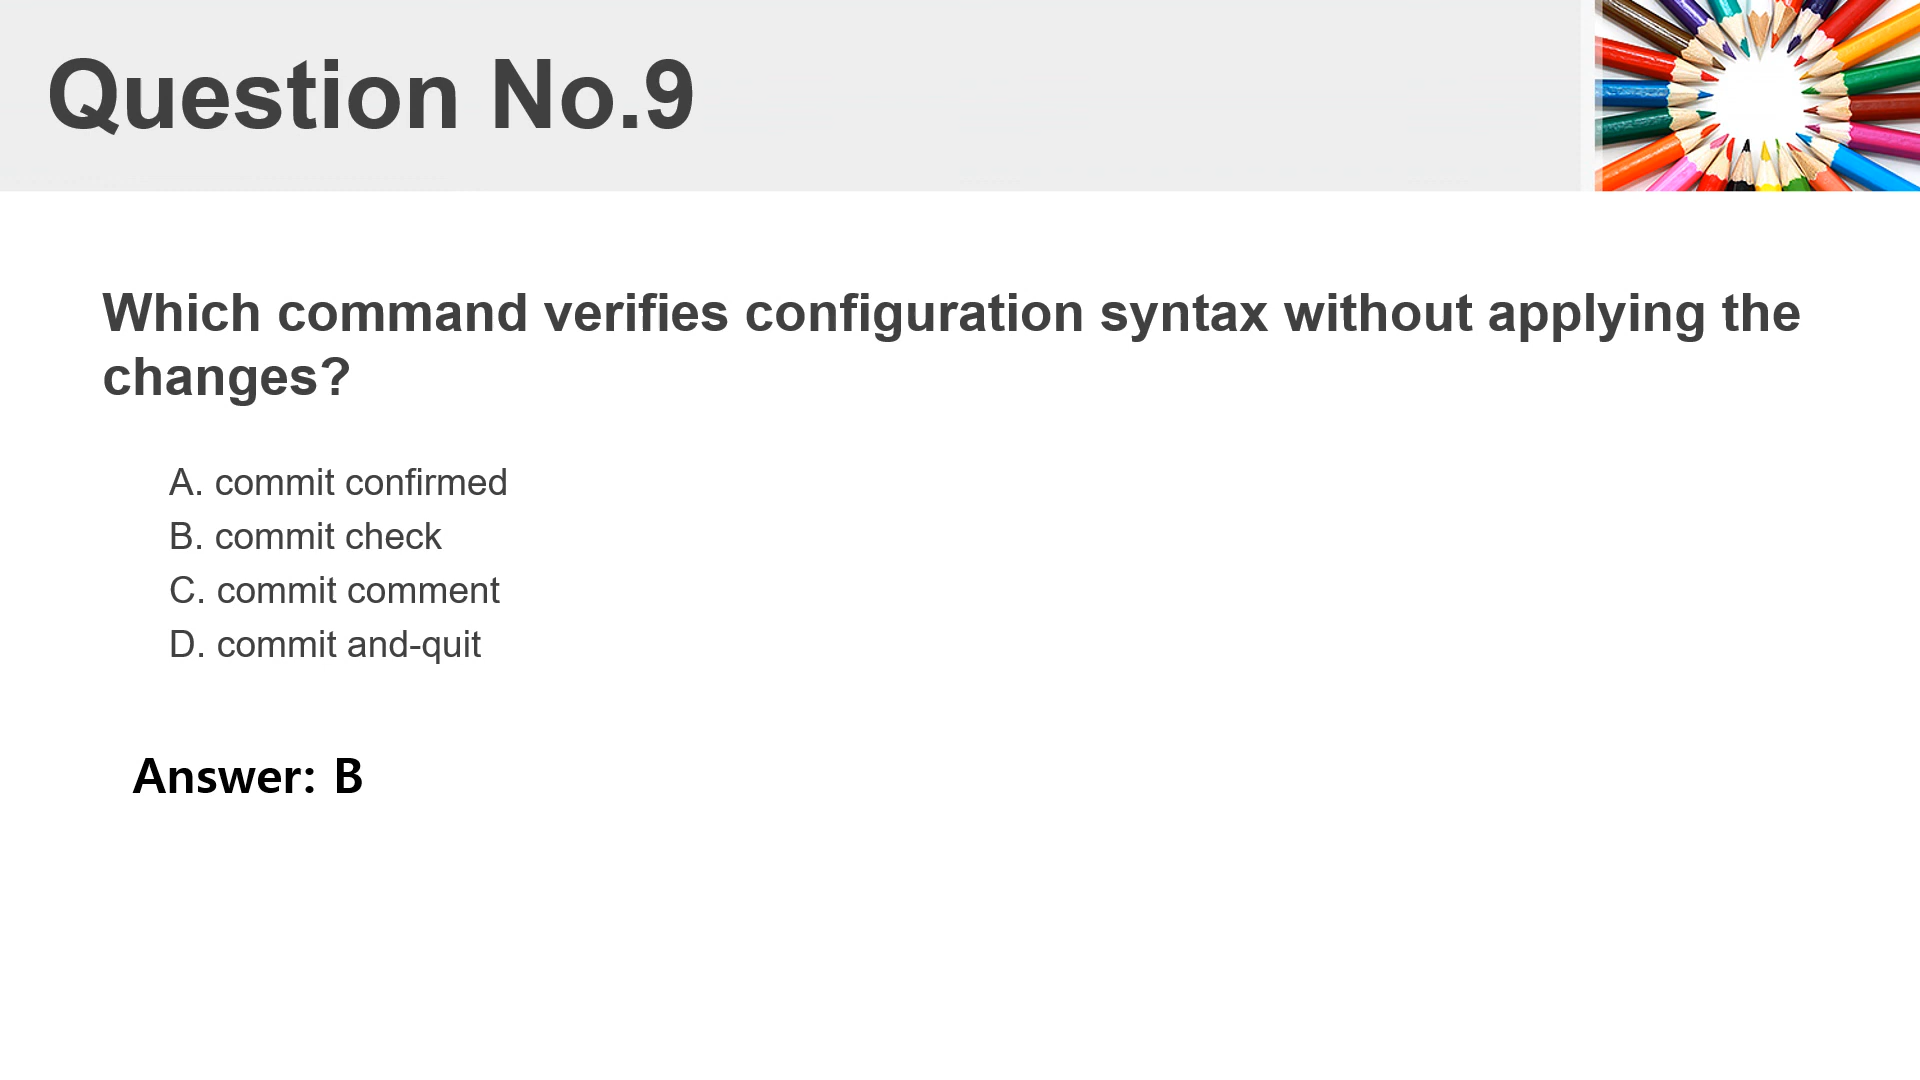 Question No.9
Which command verifies configuration syntax without applying the
changes?
A. commit confirmed
B. commit check
C. commit comment
D. commit and-quit
Answer: B